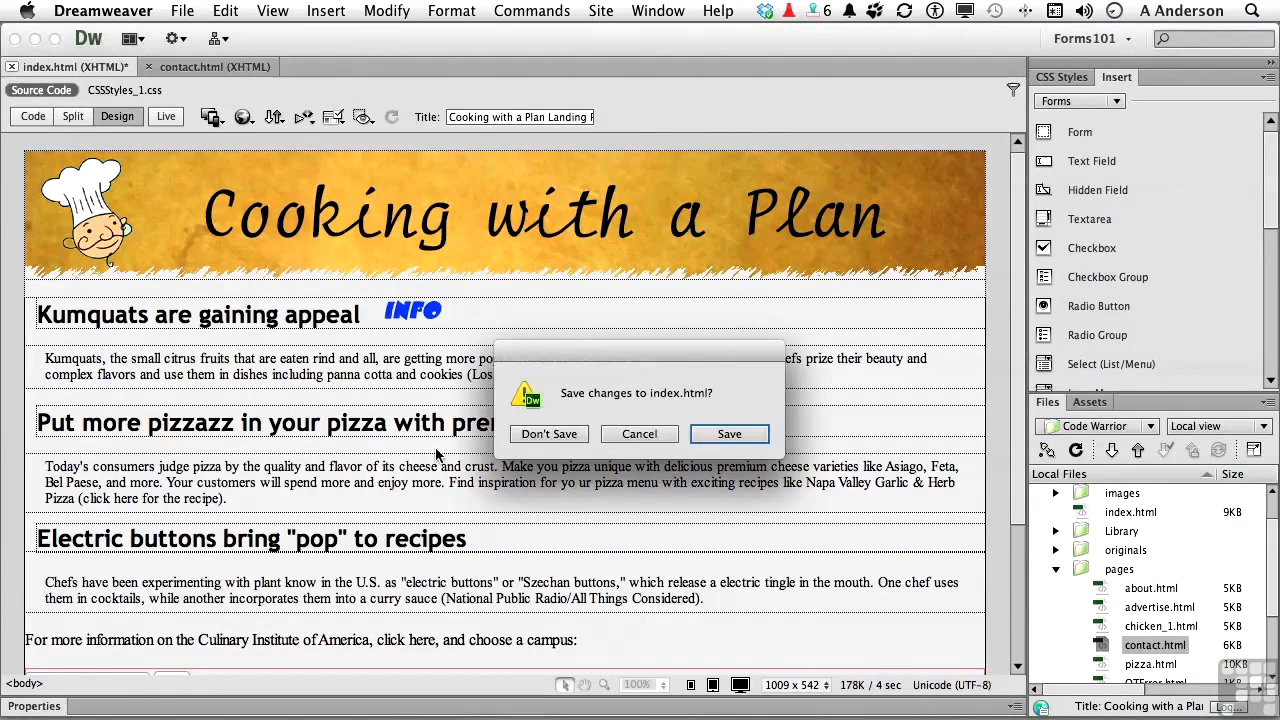 Dreamweaver File Edit View Insert Modify Format Commands Site Window Help 6 A Anderson
Dw Forms101
index.html (XHTML)* contact.html (XHTML)
Source Code CSSStyles_1.css
Code Split Design Live Title: Cooking with a Plan Landing
Cooking with a Plan
Kumquats are gaining appeal INFO
Kumquats, the small citrus fruits that are eaten rind and all, are getting more efs prize their beauty and
complex flavors and use them in dishes including panna cotta and cookies (Los
Put more pizzazz in your pizza with
Today's consumers judge pizza by the quality and flavor of its cheese and crust. Make you pizza unique with delicious premium cheese varieties like Asiago, Feta,
Bel Paese, and more. Your customers will spend more and enjoy more. Find inspiration for yo ur pizza menu with exciting recipes like Napa Valley Garlic & Herb
Pizza (click here for the recipe).
Electric buttons bring "pop" to recipes
Chefs have been experimenting with plant know in the U.S. as "electric buttons" or "Szechan buttons," which release a electric tingle in the mouth. One chef uses
them in cocktails, while another incorporates them into a curry sauce (National Public Radio/All Things Considered).
For more information on the Culinary Institute of America, click here, and choose a campus:
<body> 100% 1009 x 542 178K / 4 sec Unicode (UTF-8)
Properties
Save changes to index.html?
Dw
Don't Save Cancel Save
CSS Styles Insert
Forms
Form
Text Field
Hidden Field
Textarea
Checkbox
Checkbox Group
Radio Button
Radio Group
Select (List/Menu)
Files Assets
Code Warrior Local view
Local Files Size
images
index.html 9KB
Library
originals
pages
about.html 5KB
advertise.html 5KB
chicken_1.html 5KB
contact.html 6KB
pizza.html 10KB
QTError.html 1KB
Title: Cooking with a Plan Log...